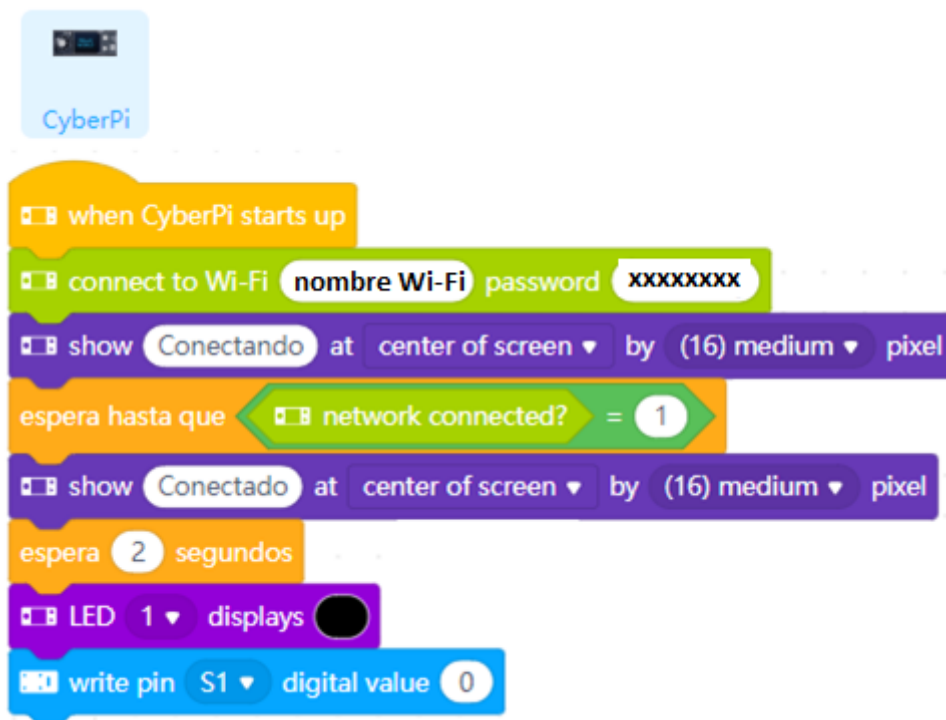 CyberPi
when CyberPi starts up
connect to Wi-Fi nombre Wi-Fi password xxxxxxxx
show Conectando at center of screen by (16) medium pixel
espera hasta que network connected? = 1
show Conectado at center of screen by (16) medium pixel
espera 2 segundos
LED 1 displays
write pin S1 digital value 0